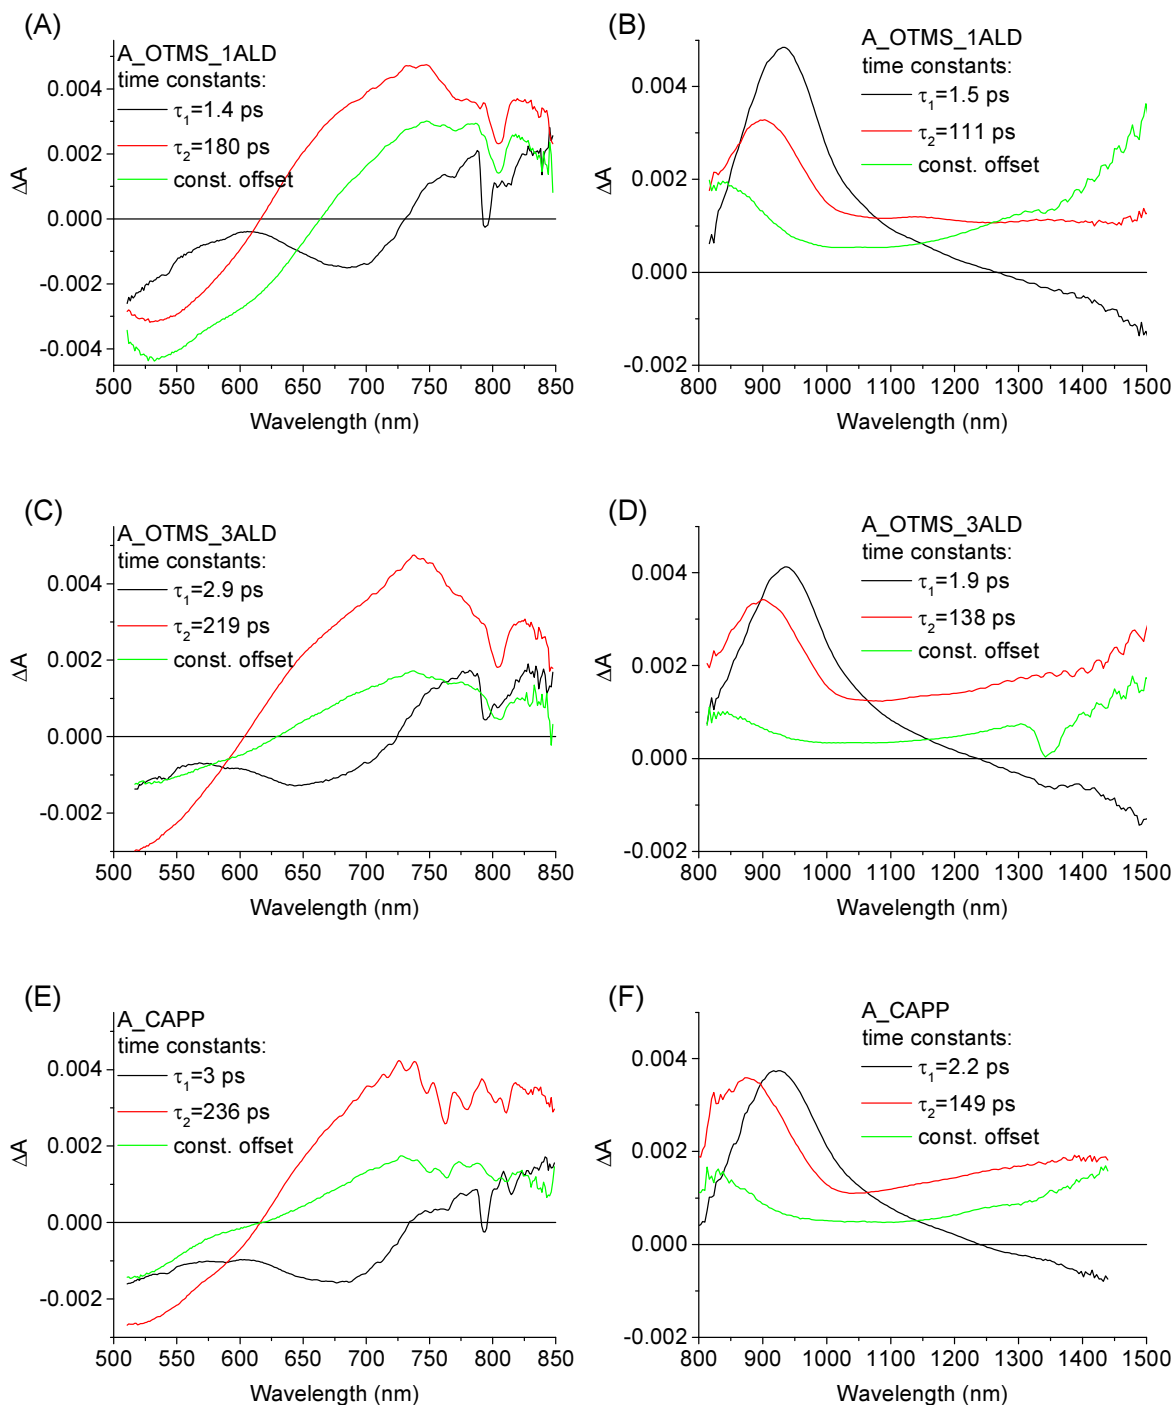 (A)
A_OTMS_1ALD
time constants:
τ1=1.4 ps
τ2=180 ps
const. offset
0.004
0.002
0.000
-0.002
-0.004
ΔA
500 550 600 650 700 750 800 850
Wavelength (nm)
(B)
A_OTMS_1ALD
time constants:
τ1=1.5 ps
τ2=111 ps
const. offset
0.004
0.002
0.000
-0.002
ΔA
800 900 1000 1100 1200 1300 1400 1500
Wavelength (nm)
(C)
A_OTMS_3ALD
time constants:
τ1=2.9 ps
τ2=219 ps
const. offset
0.004
0.002
0.000
-0.002
ΔA
500 550 600 650 700 750 800 850
Wavelength (nm)
(D)
A_OTMS_3ALD
time constants:
τ1=1.9 ps
τ2=138 ps
const. offset
0.004
0.002
0.000
-0.002
ΔA
800 900 1000 1100 1200 1300 1400 1500
Wavelength (nm)
(E)
A_CAPP
time constants:
τ1=3 ps
τ2=236 ps
const. offset
0.004
0.002
0.000
-0.002
ΔA
500 550 600 650 700 750 800 850
Wavelength (nm)
(F)
A_CAPP
time constants:
τ1=2.2 ps
τ2=149 ps
const. offset
0.004
0.002
0.000
-0.002
ΔA
800 900 1000 1100 1200 1300 1400 1500
Wavelength (nm)